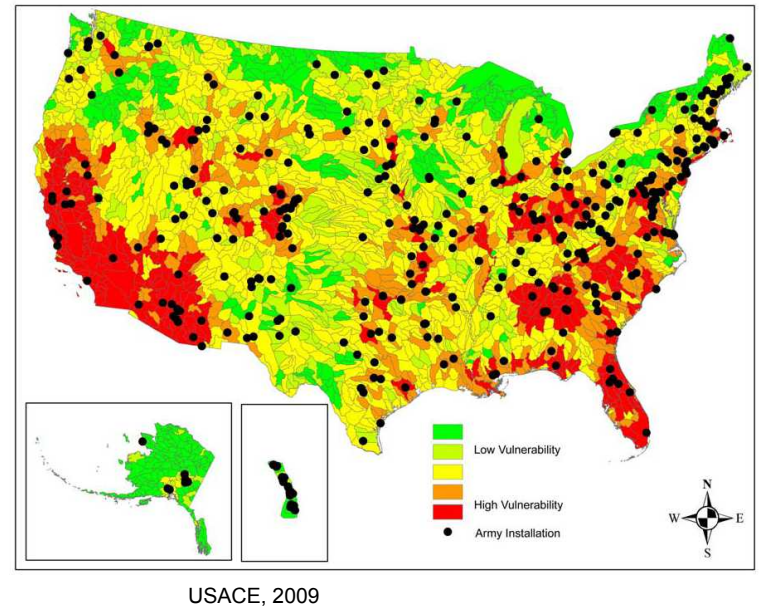 Low Vulnerability
High Vulnerability
Army Installation
N
W E
S
USACE, 2009